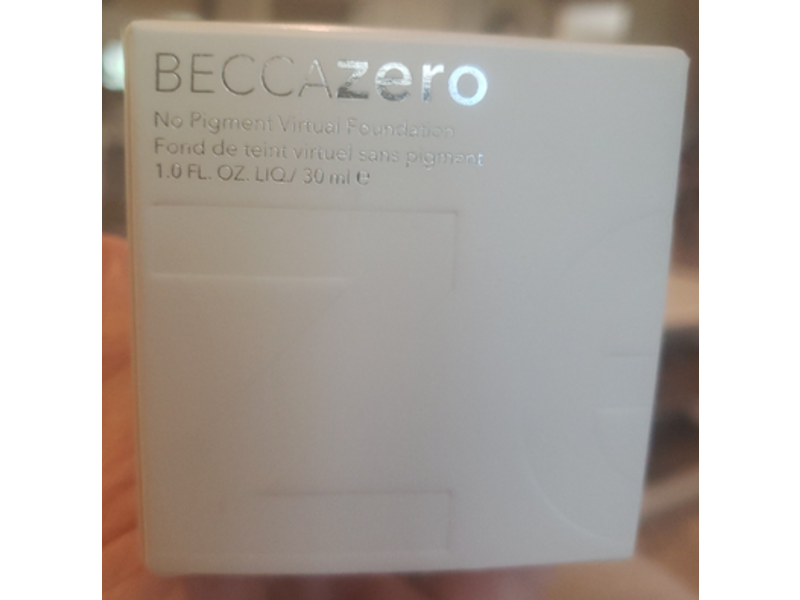 BECCAzero
No Pigment Virtual Foundation
Fond de teint virtuel sans pigment
1.0 FL. OZ. LIQ./ 30 ml ℮